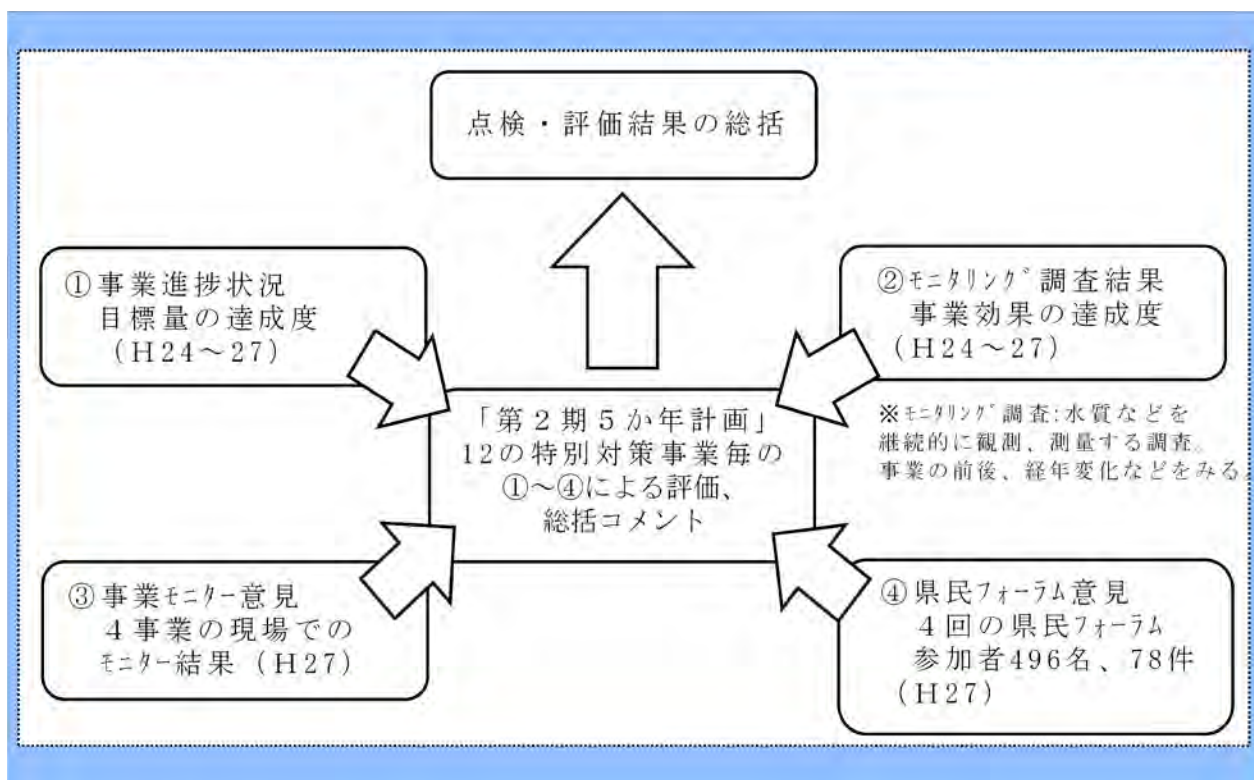 点検・評価結果の総括
①事業進捗状況
目標量の達成度
(H24～27)
②ﾓﾆﾀﾘﾝｸﾞ調査結果
事業効果の達成度
(H24～27)
※ﾓﾆﾀﾘﾝｸﾞ調査:水質などを
継続的に観測、測量する調査。
事業の前後、経年変化などをみる。
「第２期５か年計画」
12の特別対策事業毎の
①～④による評価、
総括コメント
③事業ﾓﾆﾀｰ意見
４事業の現場での
ﾓﾆﾀｰ結果（H27）
④県民ﾌｫｰﾗﾑ意見
４回の県民ﾌｫｰﾗﾑ
参加者496名、78件
(H27)